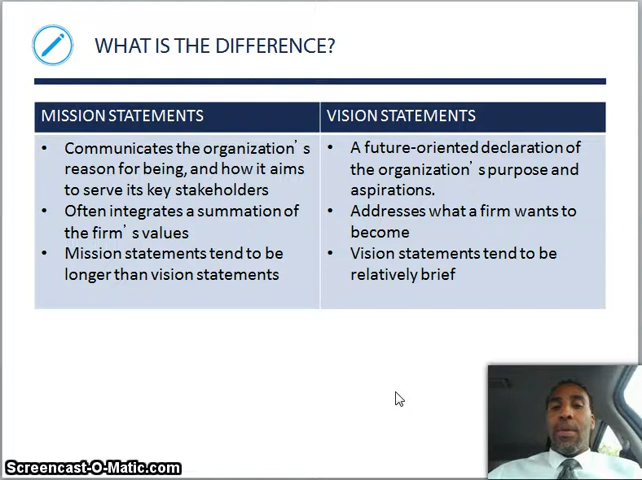 WHAT IS THE DIFFERENCE?
MISSION STATEMENTS
• Communicates the organization's
reason for being, and how it aims
to serve its key stakeholders
• Often integrates a summation of
the firm's values
• Mission statements tend to be
longer than vision statements
VISION STATEMENTS
• A future-oriented declaration of
the organization's purpose and
aspirations.
• Addresses what a firm wants to
become
• Vision statements tend to be
relatively brief
Screencast-O-Matic.com